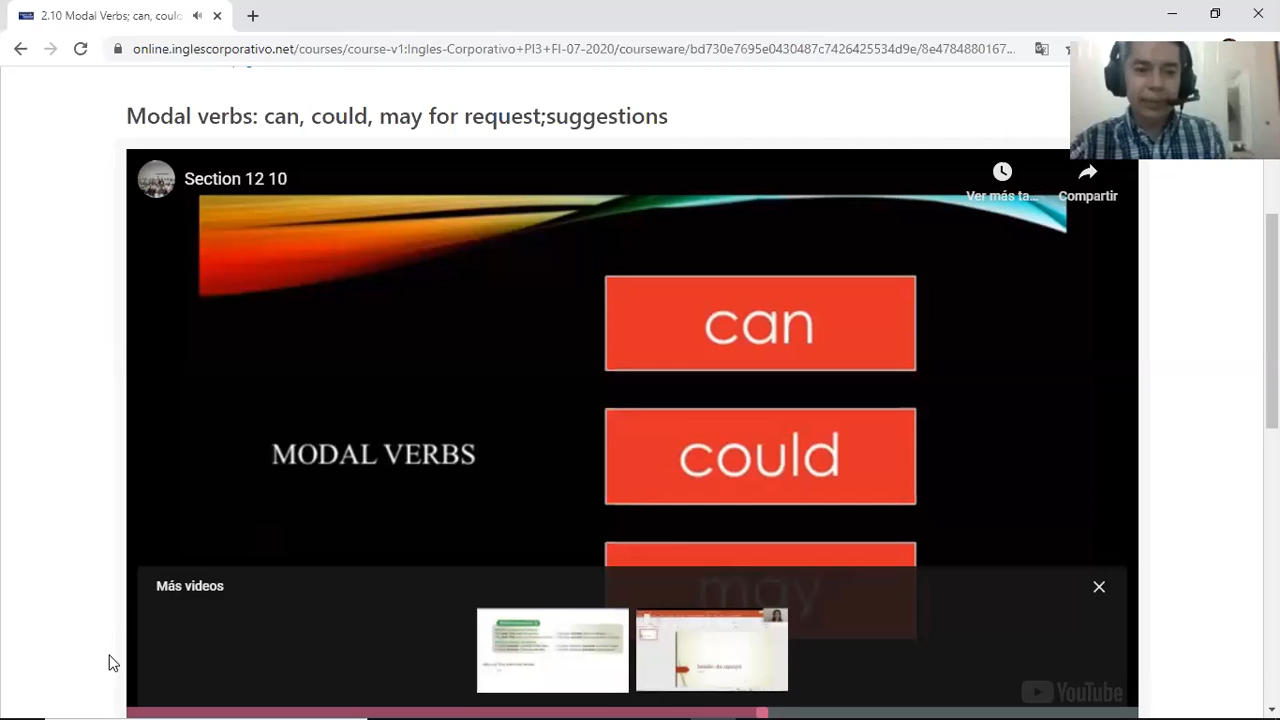 2.10 Modal Verbs; can, could
online.inglescorporativo.net/courses/course-v1:Ingles-Corporativo+PI3+FI-07-2020/courseware/bd730e7695e0430487c7426425534d9e/8e4784880167...
Modal verbs: can, could, may for request;suggestions
Section 12 10
Ver más ta...
Compartir
can
MODAL VERBS
could
may
Más videos
YouTube